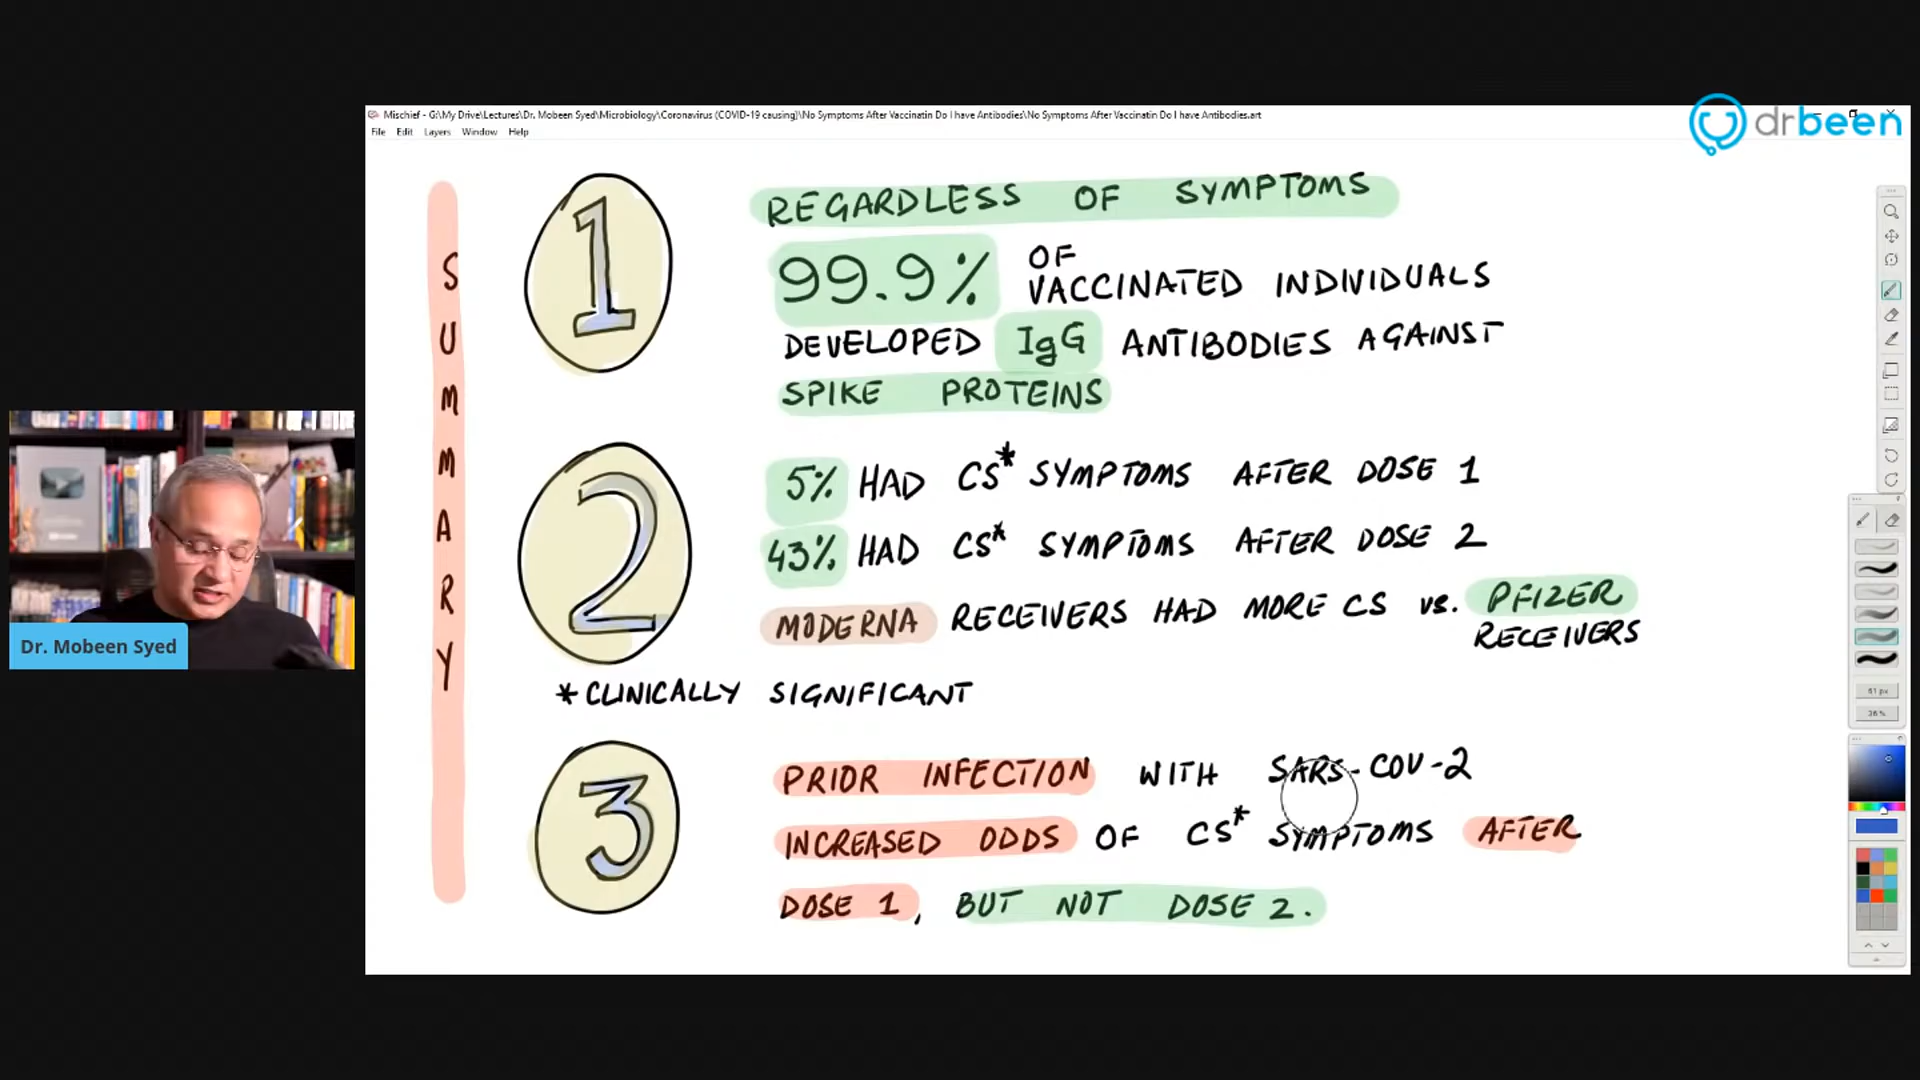 Mischief - G:\My Drive\Lectures\Dr. Mobeen Syed\Microbiology\Coronavirus (COVID-19 causing)\No Symptoms After Vaccinatin Do I have Antibodies\No Symptoms After Vaccinatin Do I have Antibodies.art
File Edit Layers Window Help
drbeen
SUMMARY
1
REGARDLESS OF SYMPTOMS
99.9% OF
VACCINATED INDIVIDUALS
DEVELOPED IgG ANTIBODIES AGAINST
SPIKE PROTEINS
2
5% HAD CS* SYMPTOMS AFTER DOSE 1
43% HAD CS* SYMPTOMS AFTER DOSE 2
MODERNA RECEIVERS HAD MORE CS vs. PFIZER
RECEIVERS
*CLINICALLY SIGNIFICANT
3
PRIOR INFECTION WITH SARS-COV-2
INCREASED ODDS OF CS* SYMPTOMS AFTER
DOSE 1, BUT NOT DOSE 2.
Dr. Mobeen Syed
61 px
36%